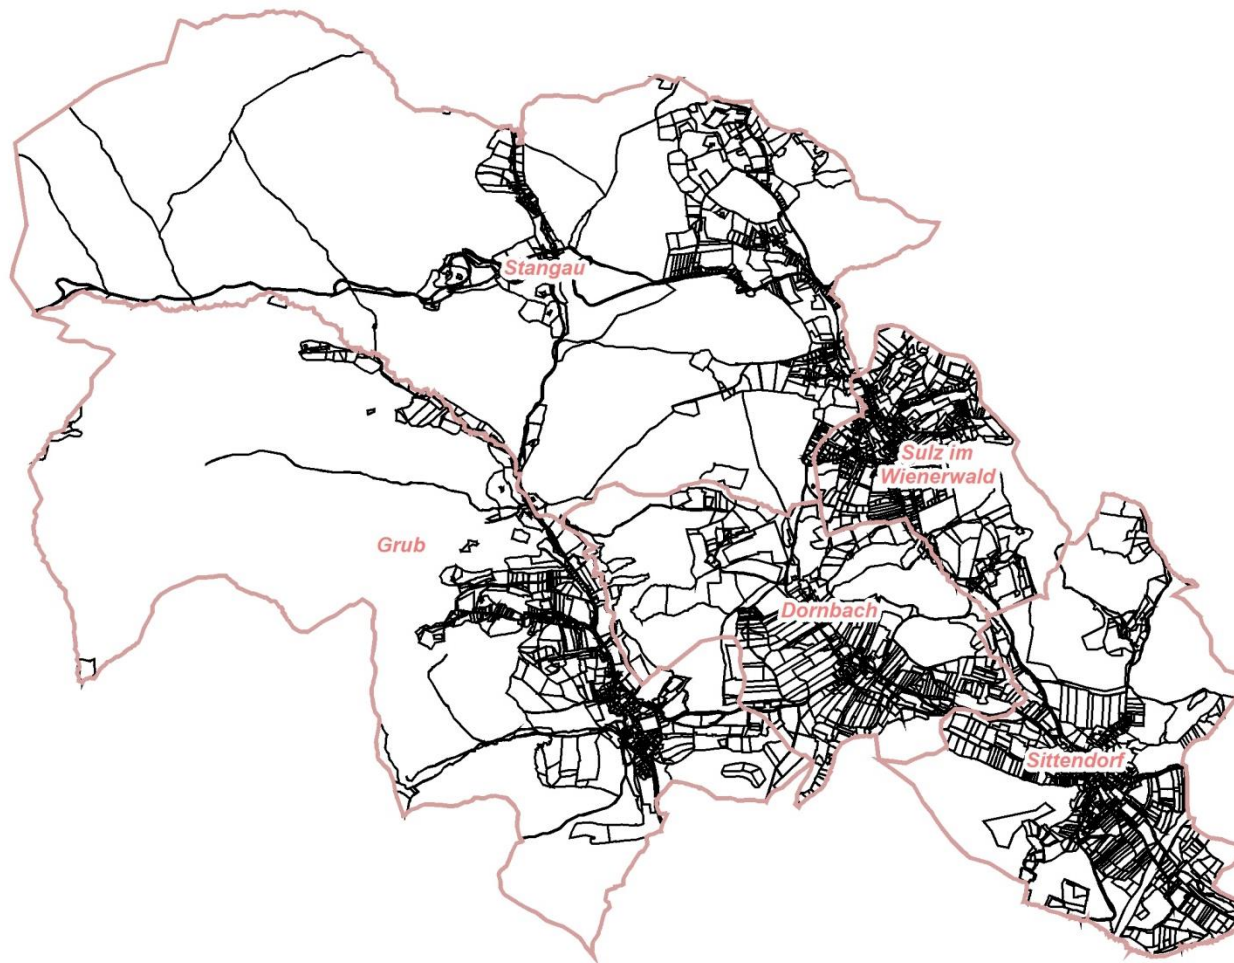 Stangau
Sulz im
Wienerwald
Grub
Dornbach
Sittendorf